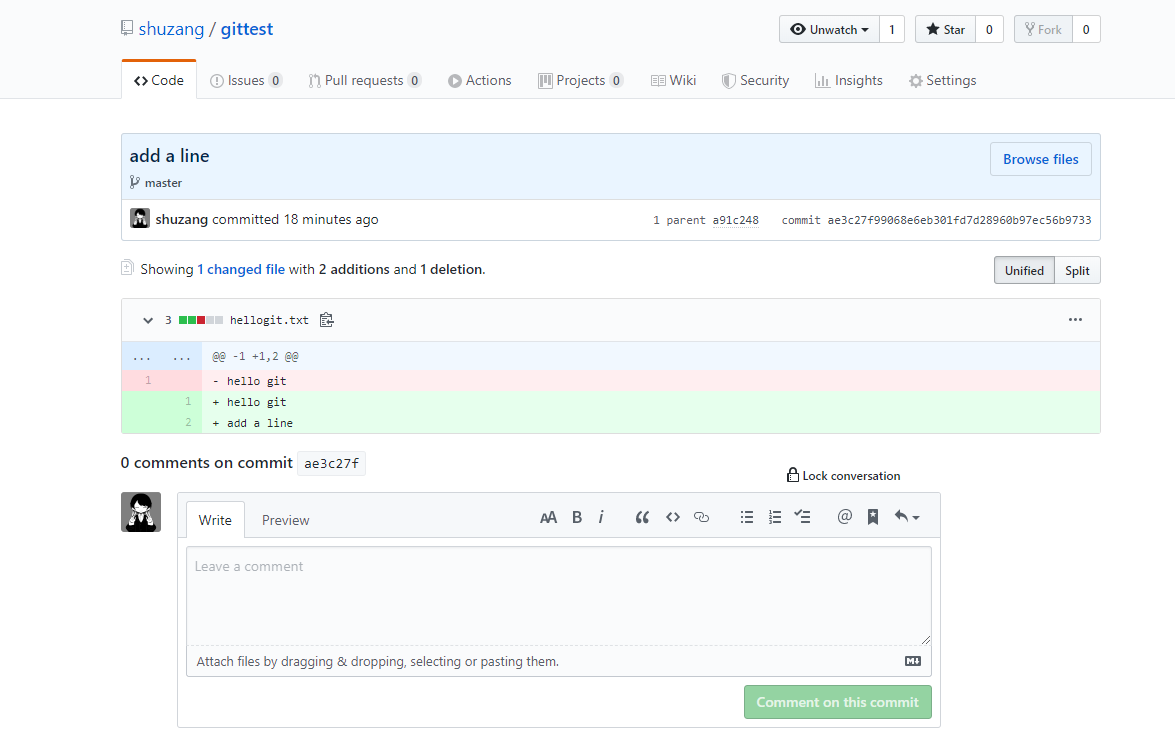 shuzang / gittest
Unwatch 1 Star 0 Fork 0
Code Issues 0 Pull requests 0 Actions Projects 0 Wiki Security Insights Settings
add a line
Browse files
master
shuzang committed 18 minutes ago 1 parent a91c248 commit ae3c27f99068e6eb301fd7d28960b97ec56b9733
Showing 1 changed file with 2 additions and 1 deletion.
Unified Split
3 hellogit.txt
... ... @@ -1 +1,2 @@
1 - hello git
1 + hello git
2 + add a line
0 comments on commit ae3c27f
Lock conversation
Write Preview AA B i
Leave a comment
Attach files by dragging & dropping, selecting or pasting them.
Comment on this commit